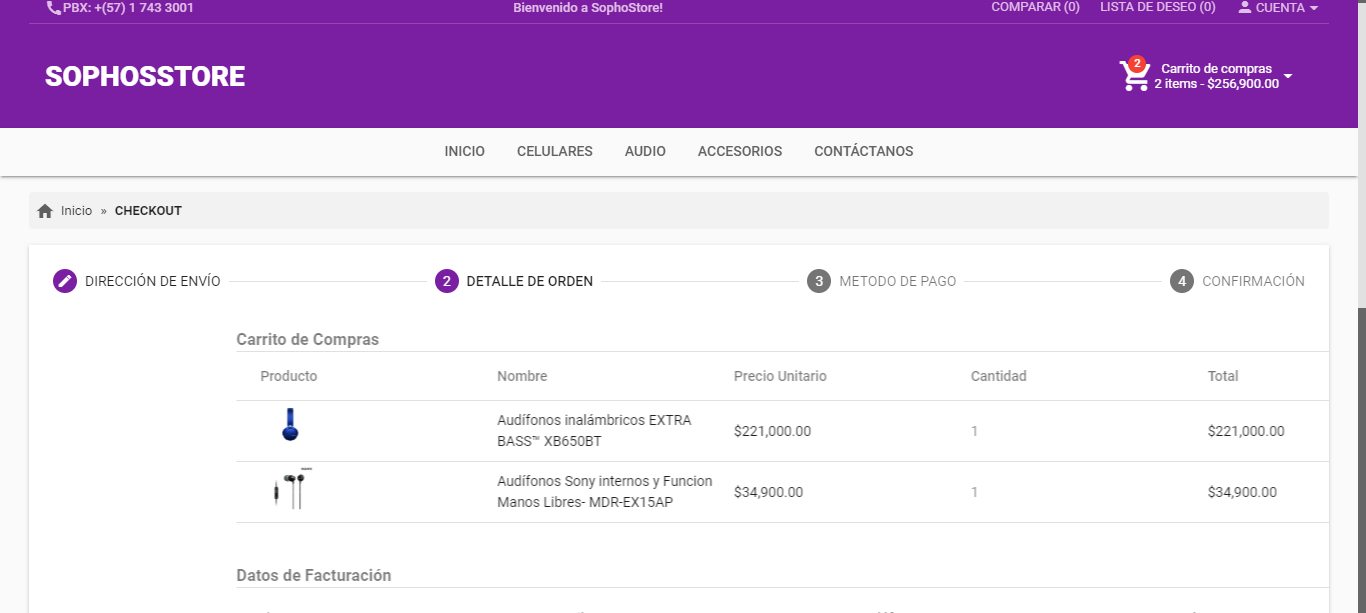 PBX: +(57) 1 743 3001
Bienvenido a SophoStore!
COMPARAR (0)
LISTA DE DESEO (0)
CUENTA
SOPHOSSTORE
2
Carrito de compras
2 items - $256,900.00
INICIO
CELULARES
AUDIO
ACCESORIOS
CONTÁCTANOS
Inicio » CHECKOUT
DIRECCIÓN DE ENVÍO
2 DETALLE DE ORDEN
3 METODO DE PAGO
4 CONFIRMACIÓN
Carrito de Compras
Producto
Nombre
Precio Unitario
Cantidad
Total
Audífonos inalámbricos EXTRA
BASS™ XB650BT
$221,000.00
1
$221,000.00
Audífonos Sony internos y Funcion
Manos Libres- MDR-EX15AP
$34,900.00
1
$34,900.00
Datos de Facturación